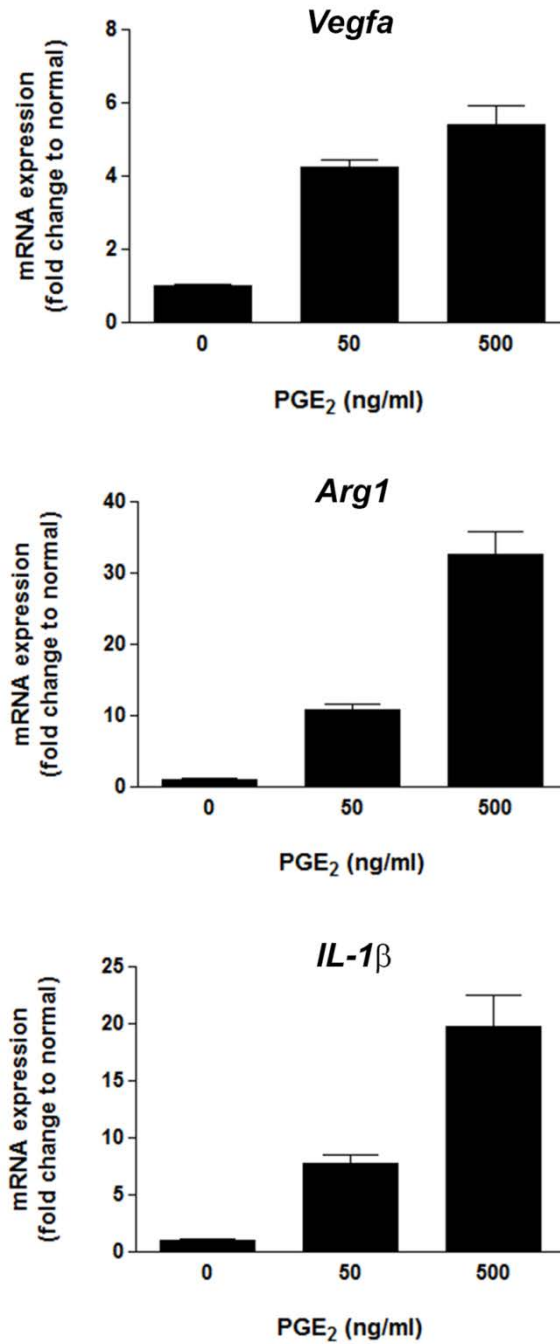 Vegfa
mRNA expression
(fold change to normal)
8
6
4
2
0
0 50 500
PGE₂ (ng/ml)
Arg1
mRNA expression
(fold change to normal)
40
30
20
10
0
0 50 500
PGE₂ (ng/ml)
IL-1β
mRNA expression
(fold change to normal)
25
20
15
10
5
0
0 50 500
PGE₂ (ng/ml)